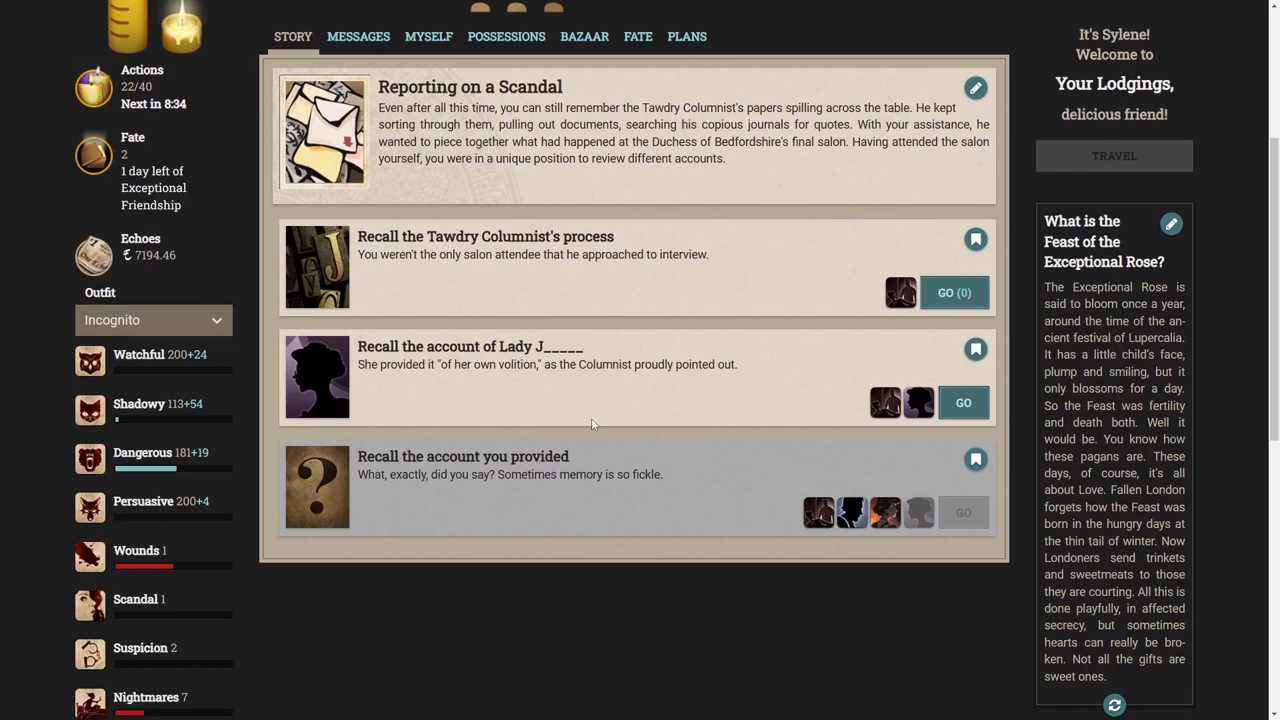 STORY MESSAGES MYSELF POSSESSIONS BAZAAR FATE PLANS
Actions
22/40
Next in 8:34
Fate
2
1 day left of
Exceptional
Friendship
Echoes
7194.46
Outfit
Incognito
Watchful 200+24
Shadowy 113+54
Dangerous 181+19
Persuasive 200+4
Wounds 1
Scandal 1
Suspicion 2
Nightmares 7
Reporting on a Scandal
Even after all this time, you can still remember the Tawdry Columnist's papers spilling across the table. He kept
sorting through them, pulling out documents, searching his copious journals for quotes. With your assistance, he
wanted to piece together what had happened at the Duchess of Bedfordshire's final salon. Having attended the salon
yourself, you were in a unique position to review different accounts.
Recall the Tawdry Columnist's process
You weren't the only salon attendee that he approached to interview.
GO (0)
Recall the account of Lady J_____
She provided it "of her own volition," as the Columnist proudly pointed out.
GO
Recall the account you provided
What, exactly, did you say? Sometimes memory is so fickle.
GO
It's Sylene!
Welcome to
Your Lodgings,
delicious friend!
TRAVEL
What is the
Feast of the
Exceptional Rose?
The Exceptional Rose is
said to bloom once a year,
around the time of the an-
cient festival of Lupercalia.
It has a little child's face,
plump and smiling, but it
only blossoms for a day.
So the Feast was fertility
and death both. Well it
would be. You know how
these pagans are. These
days, of course, it's all
about Love. Fallen London
forgets how the Feast was
born in the hungry days at
the thin tail of winter. Now
Londoners send trinkets
and sweetmeats to those
they are courting. All this is
done playfully, in affected
secrecy, but sometimes
hearts can really be bro-
ken. Not all the gifts are
sweet ones.